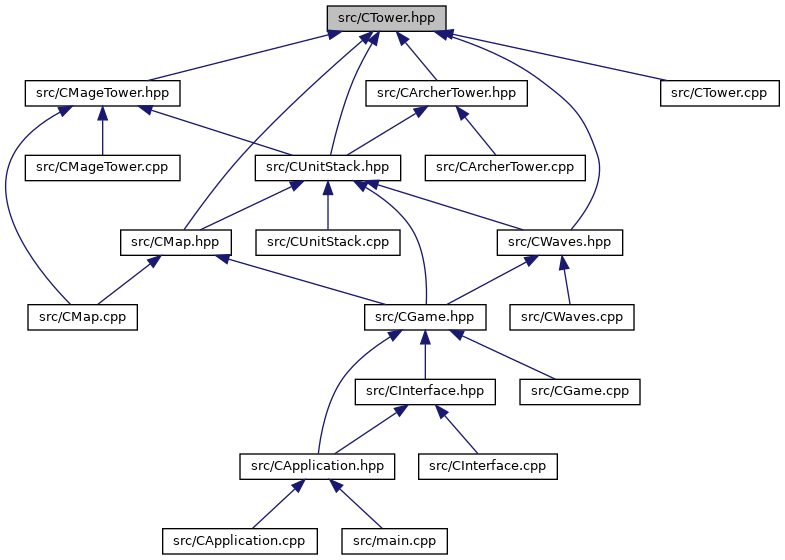 src/CTower.hpp
src/CMageTower.hpp
src/CArcherTower.hpp
src/CTower.cpp
src/CMageTower.cpp
src/CUnitStack.hpp
src/CArcherTower.cpp
src/CMap.hpp
src/CUnitStack.cpp
src/CWaves.hpp
src/CMap.cpp
src/CGame.hpp
src/CWaves.cpp
src/CInterface.hpp
src/CGame.cpp
src/CApplication.hpp
src/CInterface.cpp
src/CApplication.cpp
src/main.cpp